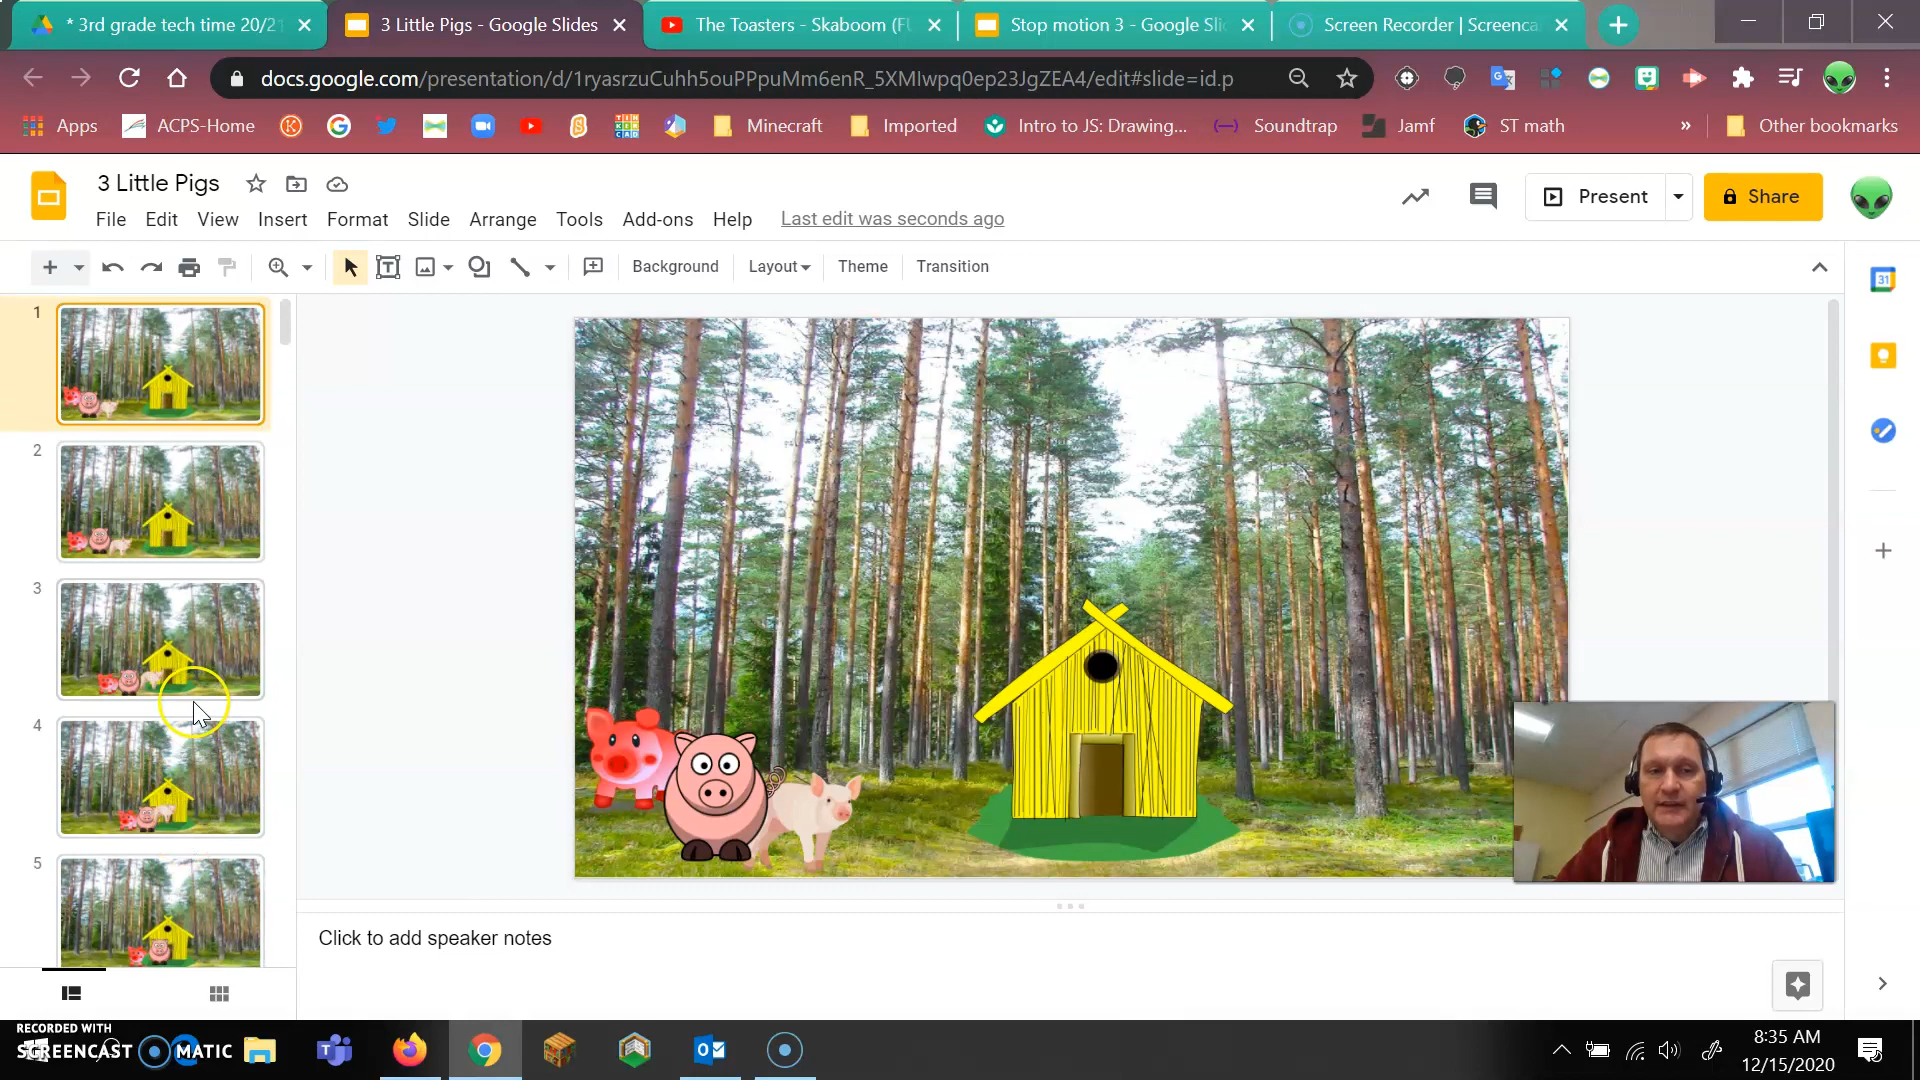 * 3rd grade tech time 20/21
3 Little Pigs - Google Slides
The Toasters - Skaboom (FU
Stop motion 3 - Google Slid
Screen Recorder | Screenca
docs.google.com/presentation/d/1ryasrzuCuhh5ouPPpuMm6enR_5XMIwpq0ep23JgZEA4/edit#slide=id.p
Apps
ACPS-Home
Minecraft
Imported
Intro to JS: Drawing...
Soundtrap
Jamf
ST math
»
Other bookmarks
3 Little Pigs
Present
Share
File Edit View Insert Format Slide Arrange Tools Add-ons Help Last edit was seconds ago
Background Layout Theme Transition
31
1
2
3
4
5
Click to add speaker notes
RECORDED WITH
SCREENCAST MATIC
8:35 AM
12/15/2020